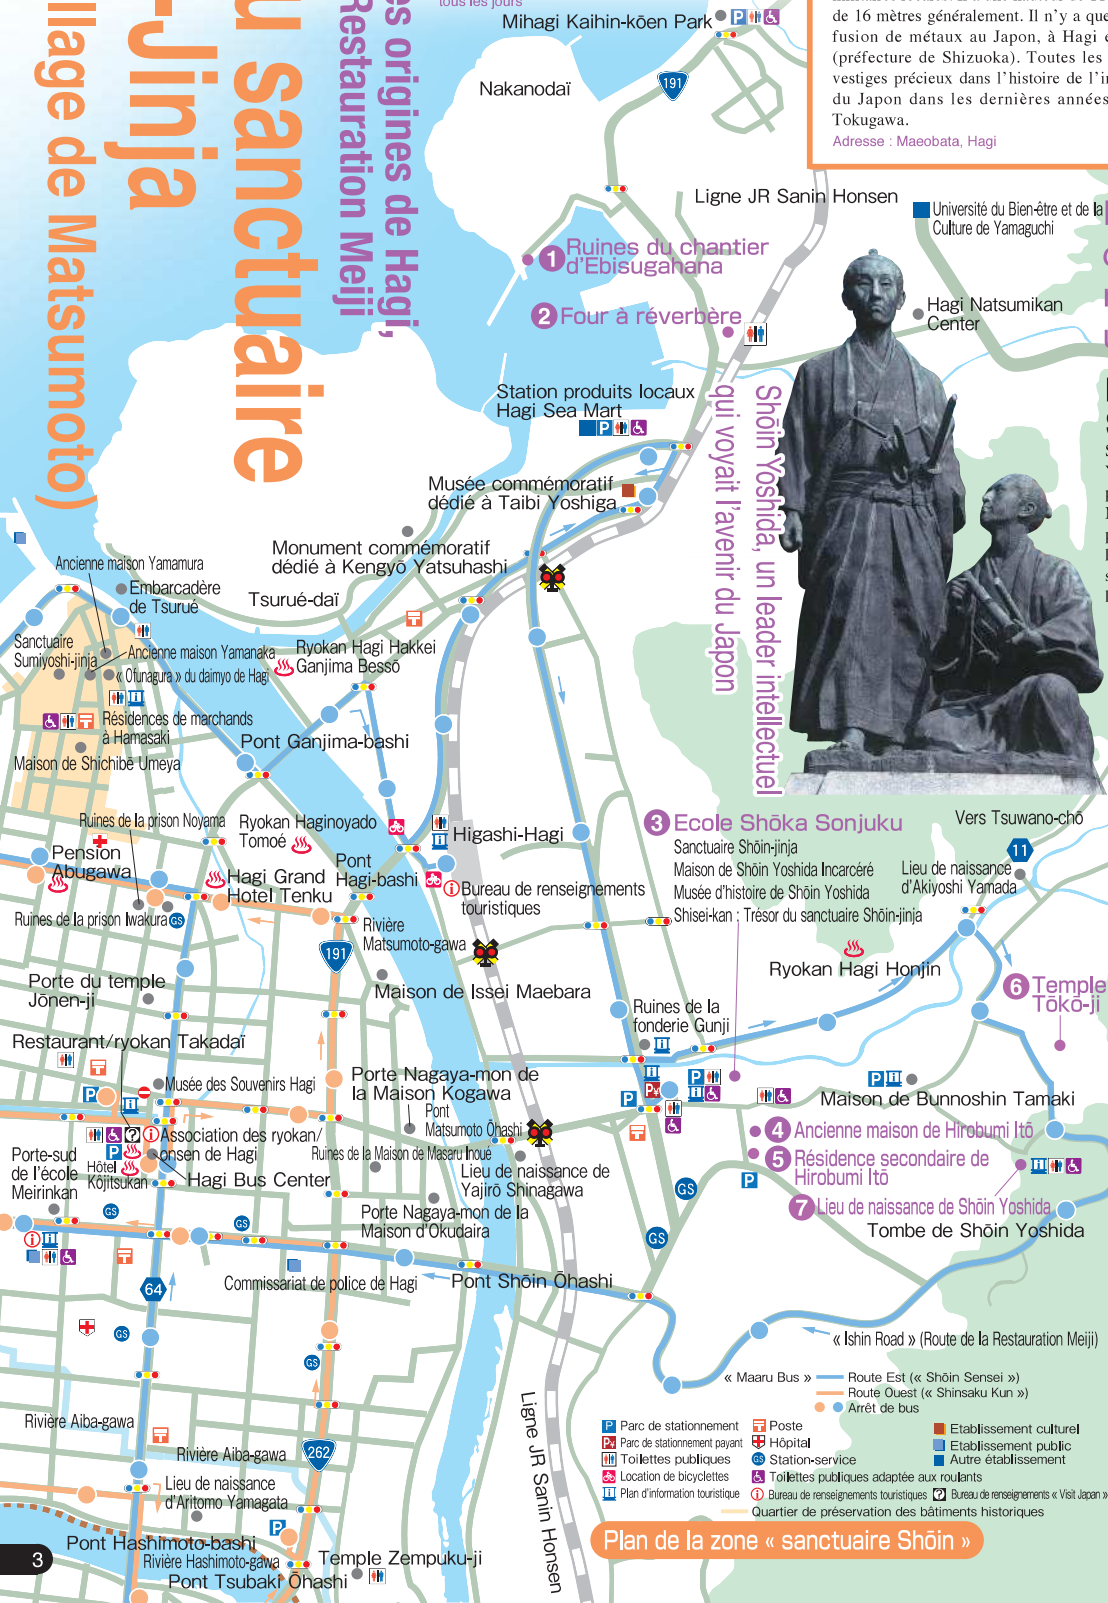 u sanctuaire
-Jinja
llage de Matsumoto)
es origines de Hagi,
Restauration Meiji
tous les jours
de 16 mètres généralement. Il n'y a que
fusion de métaux au Japon, à Hagi e
(préfecture de Shizuoka). Toutes les
vestiges précieux dans l'histoire de l'i
du Japon dans les dernières années
Tokugawa.
Adresse : Maeobata, Hagi
Mihagi Kaihin-kōen Park
P
Nakanodaï
191
Ligne JR Sanin Honsen
Université du Bien-être et de la
Culture de Yamaguchi
1 Ruines du chantier
d'Ebisugahana
2 Four à réverbère
Hagi Natsumikan
Center
Station produits locaux
Hagi Sea Mart
P
Shōin Yoshida, un leader intellectuel
qui voyait l'avenir du Japon
Musée commémoratif
dédié à Taibi Yoshiga
Monument commémoratif
dédié à Kengyō Yatsuhashi
Ancienne maison Yamamura
Embarcadère
de Tsurué
Tsurué-daï
Sanctuaire
Sumiyoshi-jinja
Ancienne maison Yamanaka
« Ofunagura » du daimyo de Hagi
Ryokan Hagi Hakkei
Ganjima Bessō
Résidences de marchands
à Hamasaki
Maison de Shichibē Umeya
Pont Ganjima-bashi
Ruines de la prison Noyama
Ryokan Haginoyado
Tomoé
Higashi-Hagi
Pension
Abugawa
Hagi Grand
Hotel Tenku
Pont
Hagi-bashi
Bureau de renseignements
touristiques
Ruines de la prison Iwakura
GS
Rivière
Matsumoto-gawa
191
3 Ecole Shōka Sonjuku
Sanctuaire Shōin-jinja
Maison de Shōin Yoshida Incarcéré
Musée d'histoire de Shōin Yoshida
Shisei-kan : Trésor du sanctuaire Shōin-jinja
Vers Tsuwano-chō
11
Lieu de naissance
d'Akiyoshi Yamada
Ryokan Hagi Honjin
Porte du temple
Jōnen-ji
Maison de Issei Maebara
Ruines de la
fonderie Gunji
6 Temple
Tōkō-ji
Restaurant/ryokan Takadaï
P
Musée des Souvenirs Hagi
Porte Nagaya-mon de
la Maison Kogawa
P
P¥
P
P
Maison de Bunnoshin Tamaki
Pont
Matsumoto Ōhashi
4 Ancienne maison de Hirobumi Itō
5 Résidence secondaire de
Hirobumi Itō
P
7 Lieu de naissance de Shōin Yoshida
Tombe de Shōin Yoshida
Association des ryokan/
onsen de Hagi
P
Porte-sud
de l'école
Meirinkan
Hôtel
Kōjitsukan
Hagi Bus Center
Ruines de la Maison de Masaru Inoué
Lieu de naissance de
Yajirō Shinagawa
GS
GS
GS
GS
Porte Nagaya-mon de la
Maison d'Okudaira
Commissariat de police de Hagi
Pont Shōin Ōhashi
64
GS
GS
« Ishin Road » (Route de la Restauration Meiji)
Rivière Aiba-gawa
Rivière Aiba-gawa
262
Lieu de naissance
d'Aritomo Yamagata
P
Pont Hashimoto-bashi
Rivière Hashimoto-gawa
Pont Tsubaki Ōhashi
Temple Zempuku-ji
Ligne JR Sanin Honsen
« Maaru Bus »
Route Est (« Shōin Sensei »)
Route Ouest (« Shinsaku Kun »)
Arrêt de bus
P Parc de stationnement
P¥ Parc de stationnement payant
Toilettes publiques
Location de bicyclettes
Plan d'information touristique
Poste
Hôpital
GS Station-service
Toilettes publiques adaptée aux roulants
Bureau de renseignements touristiques
? Bureau de renseignements « Visit Japan »
Etablissement culturel
Etablissement public
Autre établissement
Quartier de préservation des bâtiments historiques
Plan de la zone « sanctuaire Shōin »
3